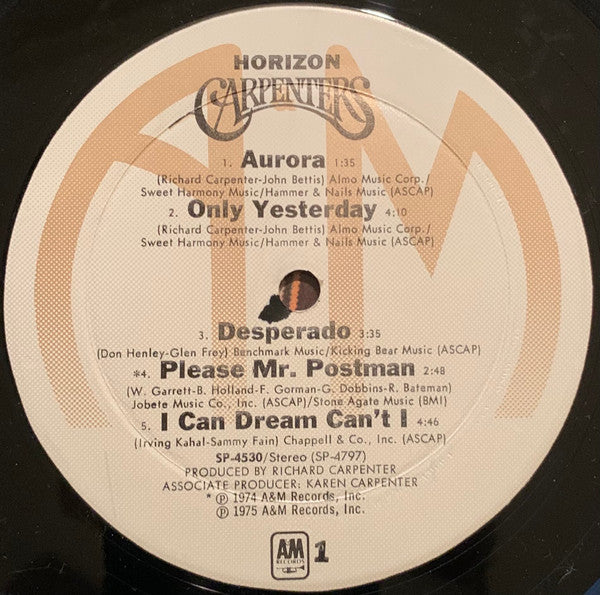 HORIZON
CARPENTERS
1. Aurora 1:35
(Richard Carpenter-John Bettis) Almo Music Corp./
Sweet Harmony Music/Hammer & Nails Music (ASCAP)
2. Only Yesterday 4:10
(Richard Carpenter-John Bettis) Almo Music Corp./
Sweet Harmony Music/Hammer & Nails Music (ASCAP)
3. Desperado 3:35
(Don Henley-Glen Frey) Benchmark Music/Kicking Bear Music (ASCAP)
*4. Please Mr. Postman 2:48
(W. Garrett-B. Holland-F. Gorman-G. Dobbins-R. Bateman)
Jobete Music Co., Inc. (ASCAP)/Stone Agate Music (BMI)
5. I Can Dream Can't I 4:46
(Irving Kahal-Sammy Fain) Chappell & Co., Inc. (ASCAP)
SP-4530/Stereo (SP-4797)
PRODUCED BY RICHARD CARPENTER
ASSOCIATE PRODUCER: KAREN CARPENTER
* ℗ 1974 A&M Records, Inc.
℗ 1975 A&M Records, Inc.
AM RECORDS 1